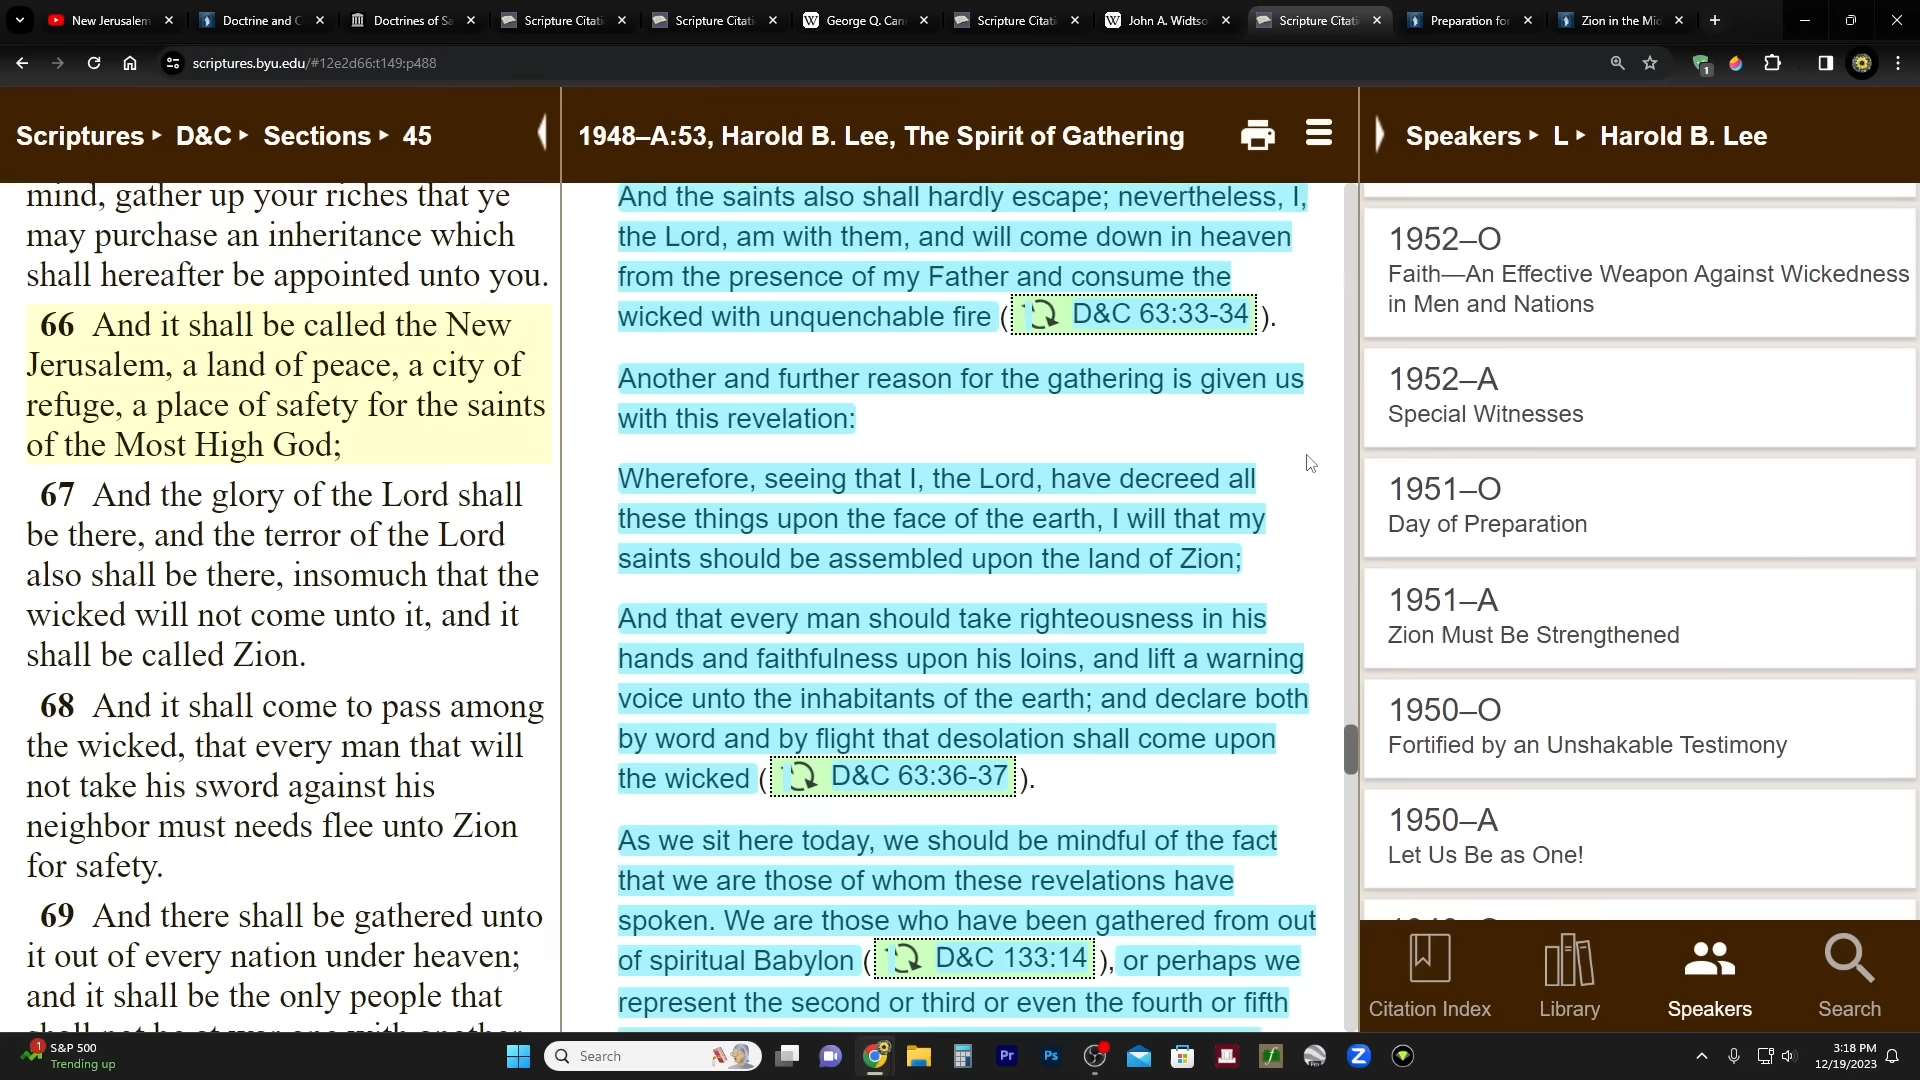 New Jerusalem
Doctrine and C
Doctrines of Sa
Scripture Citati
Scripture Citati
George Q. Can
Scripture Citati
John A. Widtso
Scripture Citati
Preparation for
Zion in the Mid
scriptures.byu.edu/#12e2d66:t149:p488
1
Scriptures ▸ D&C ▸ Sections ▸ 45
1948–A:53, Harold B. Lee, The Spirit of Gathering
Speakers ▸ L ▸ Harold B. Lee
mind, gather up your riches that ye
may purchase an inheritance which
shall hereafter be appointed unto you.
66 And it shall be called the New
Jerusalem, a land of peace, a city of
refuge, a place of safety for the saints
of the Most High God;
67 And the glory of the Lord shall
be there, and the terror of the Lord
also shall be there, insomuch that the
wicked will not come unto it, and it
shall be called Zion.
68 And it shall come to pass among
the wicked, that every man that will
not take his sword against his
neighbor must needs flee unto Zion
for safety.
69 And there shall be gathered unto
it out of every nation under heaven;
and it shall be the only people that
shall not be at war one with another
And the saints also shall hardly escape; nevertheless, I,
the Lord, am with them, and will come down in heaven
from the presence of my Father and consume the
wicked with unquenchable fire ( D&C 63:33-34 ).
Another and further reason for the gathering is given us
with this revelation:
Wherefore, seeing that I, the Lord, have decreed all
these things upon the face of the earth, I will that my
saints should be assembled upon the land of Zion;
And that every man should take righteousness in his
hands and faithfulness upon his loins, and lift a warning
voice unto the inhabitants of the earth; and declare both
by word and by flight that desolation shall come upon
the wicked ( D&C 63:36-37 ).
As we sit here today, we should be mindful of the fact
that we are those of whom these revelations have
spoken. We are those who have been gathered from out
of spiritual Babylon ( D&C 133:14 ), or perhaps we
represent the second or third or even the fourth or fifth
1952–O
Faith—An Effective Weapon Against Wickedness
in Men and Nations
1952–A
Special Witnesses
1951–O
Day of Preparation
1951–A
Zion Must Be Strengthened
1950–O
Fortified by an Unshakable Testimony
1950–A
Let Us Be as One!
Citation Index
Library
Speakers
Search
1
S&P 500
Trending up
Search
Pr
Ps
3:18 PM
12/19/2023